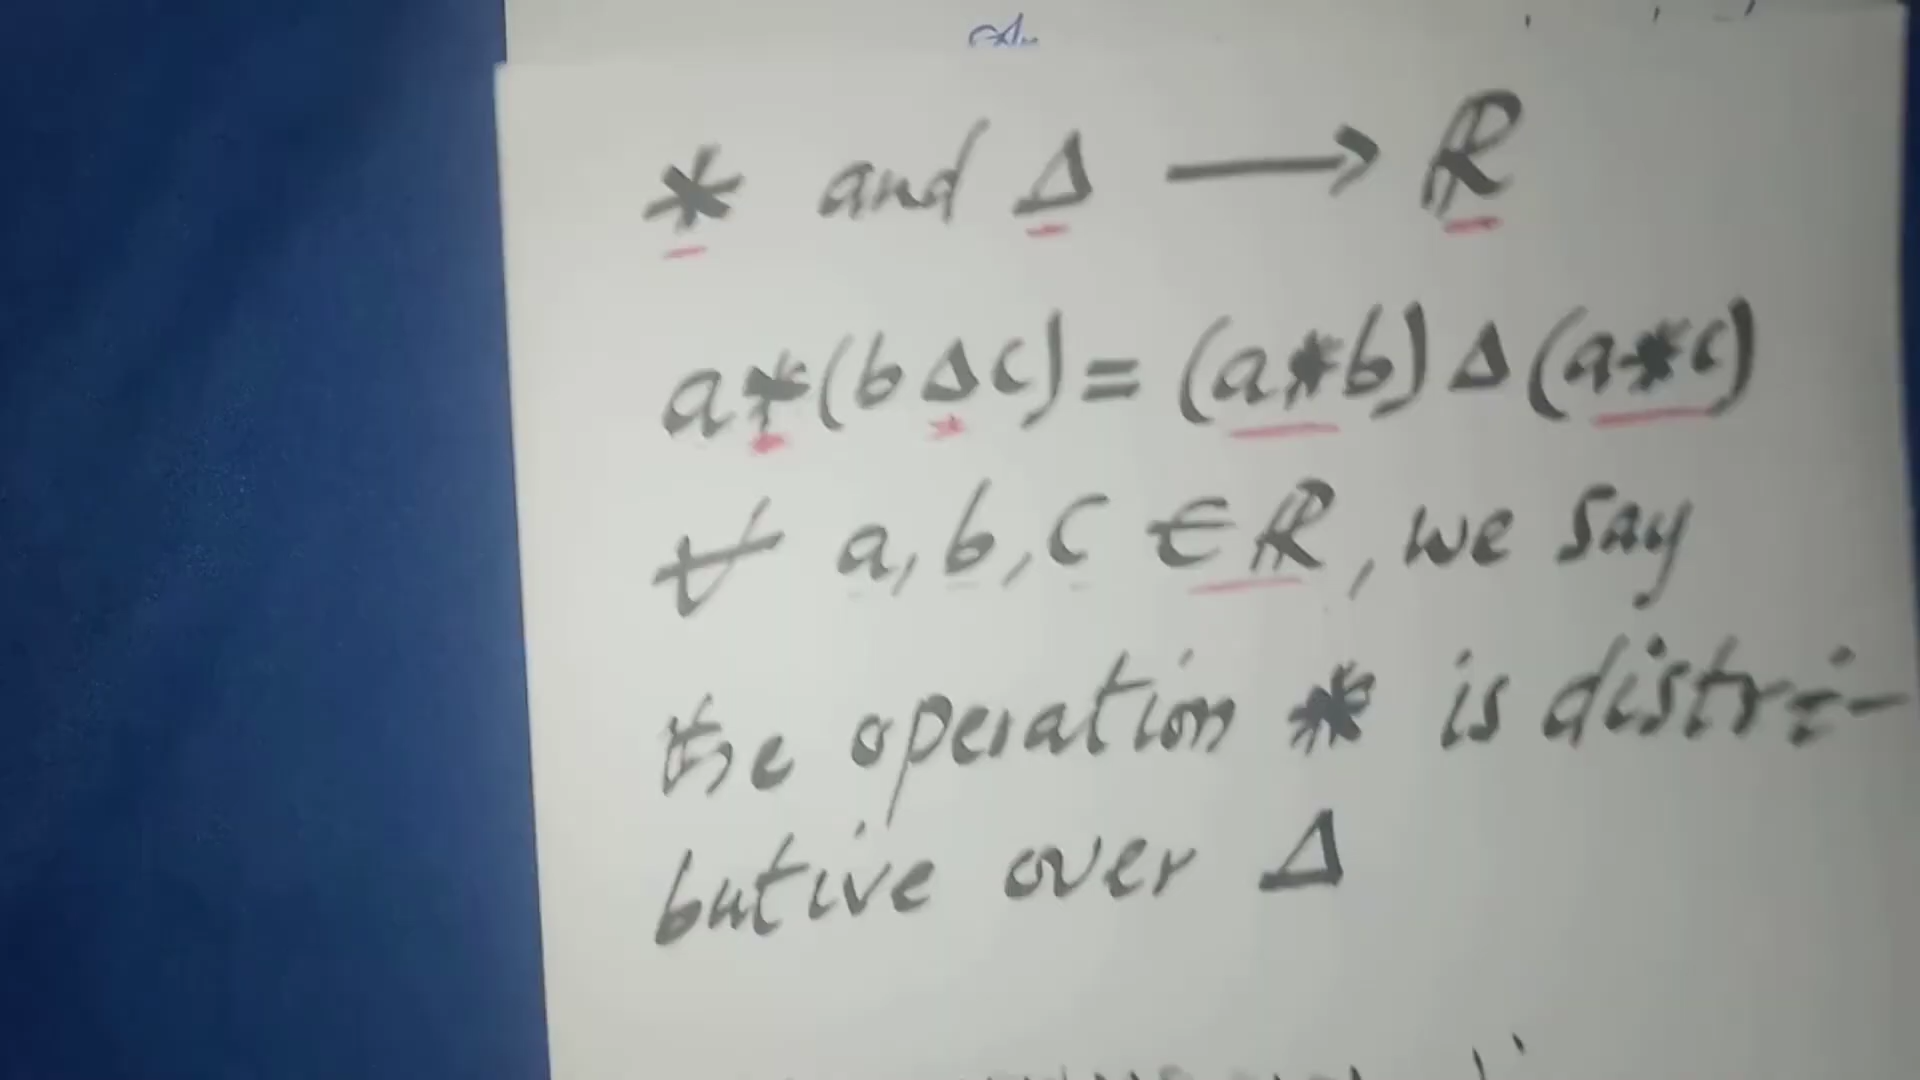 * and Δ ⟶ ℝ
a*(bΔc) = (a*b)Δ(a*c)
∀ a, b, c ∈ ℝ, we say
the operation * is distri-
butive over Δ